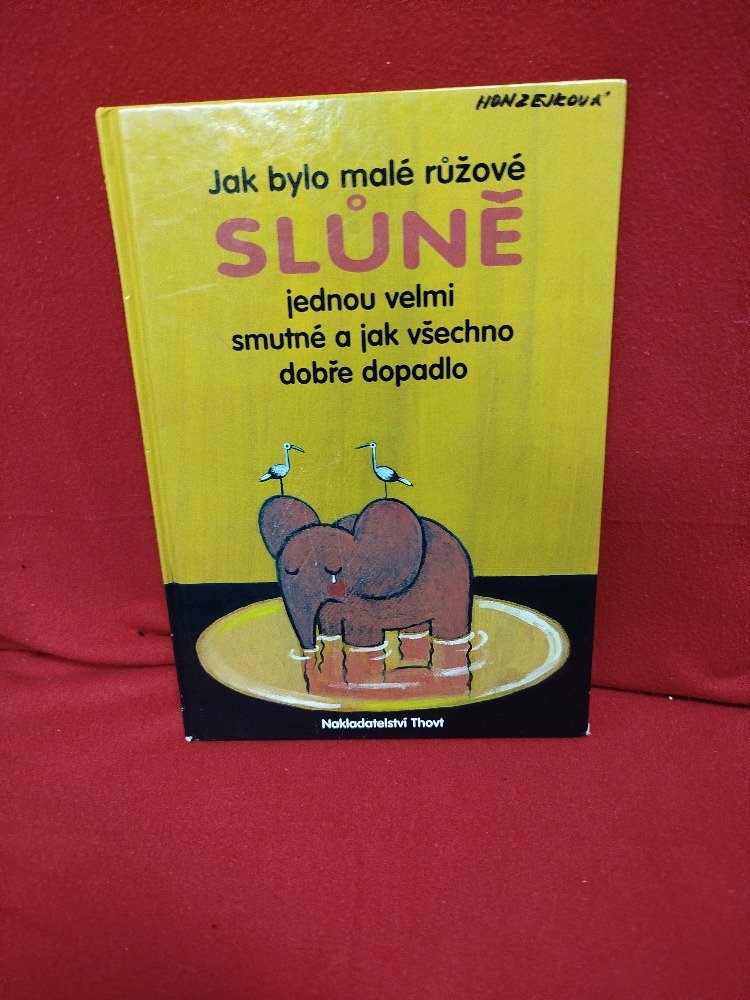 HONZEJKOVÁ
Jak bylo malé růžové
SLŮNĚ
jednou velmi
smutné a jak všechno
dobře dopadlo
Nakladatelství Thovt